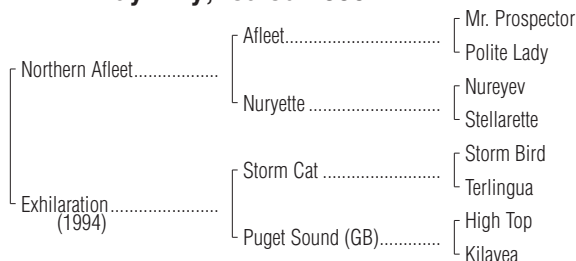 Afleet
Mr. Prospector
Polite Lady
Northern Afleet
Nuryette
Nureyev
Stellarette
Storm Cat
Storm Bird
Terlingua
Exhilaration
(1994)
Puget Sound (GB)
High Top
Kilavea